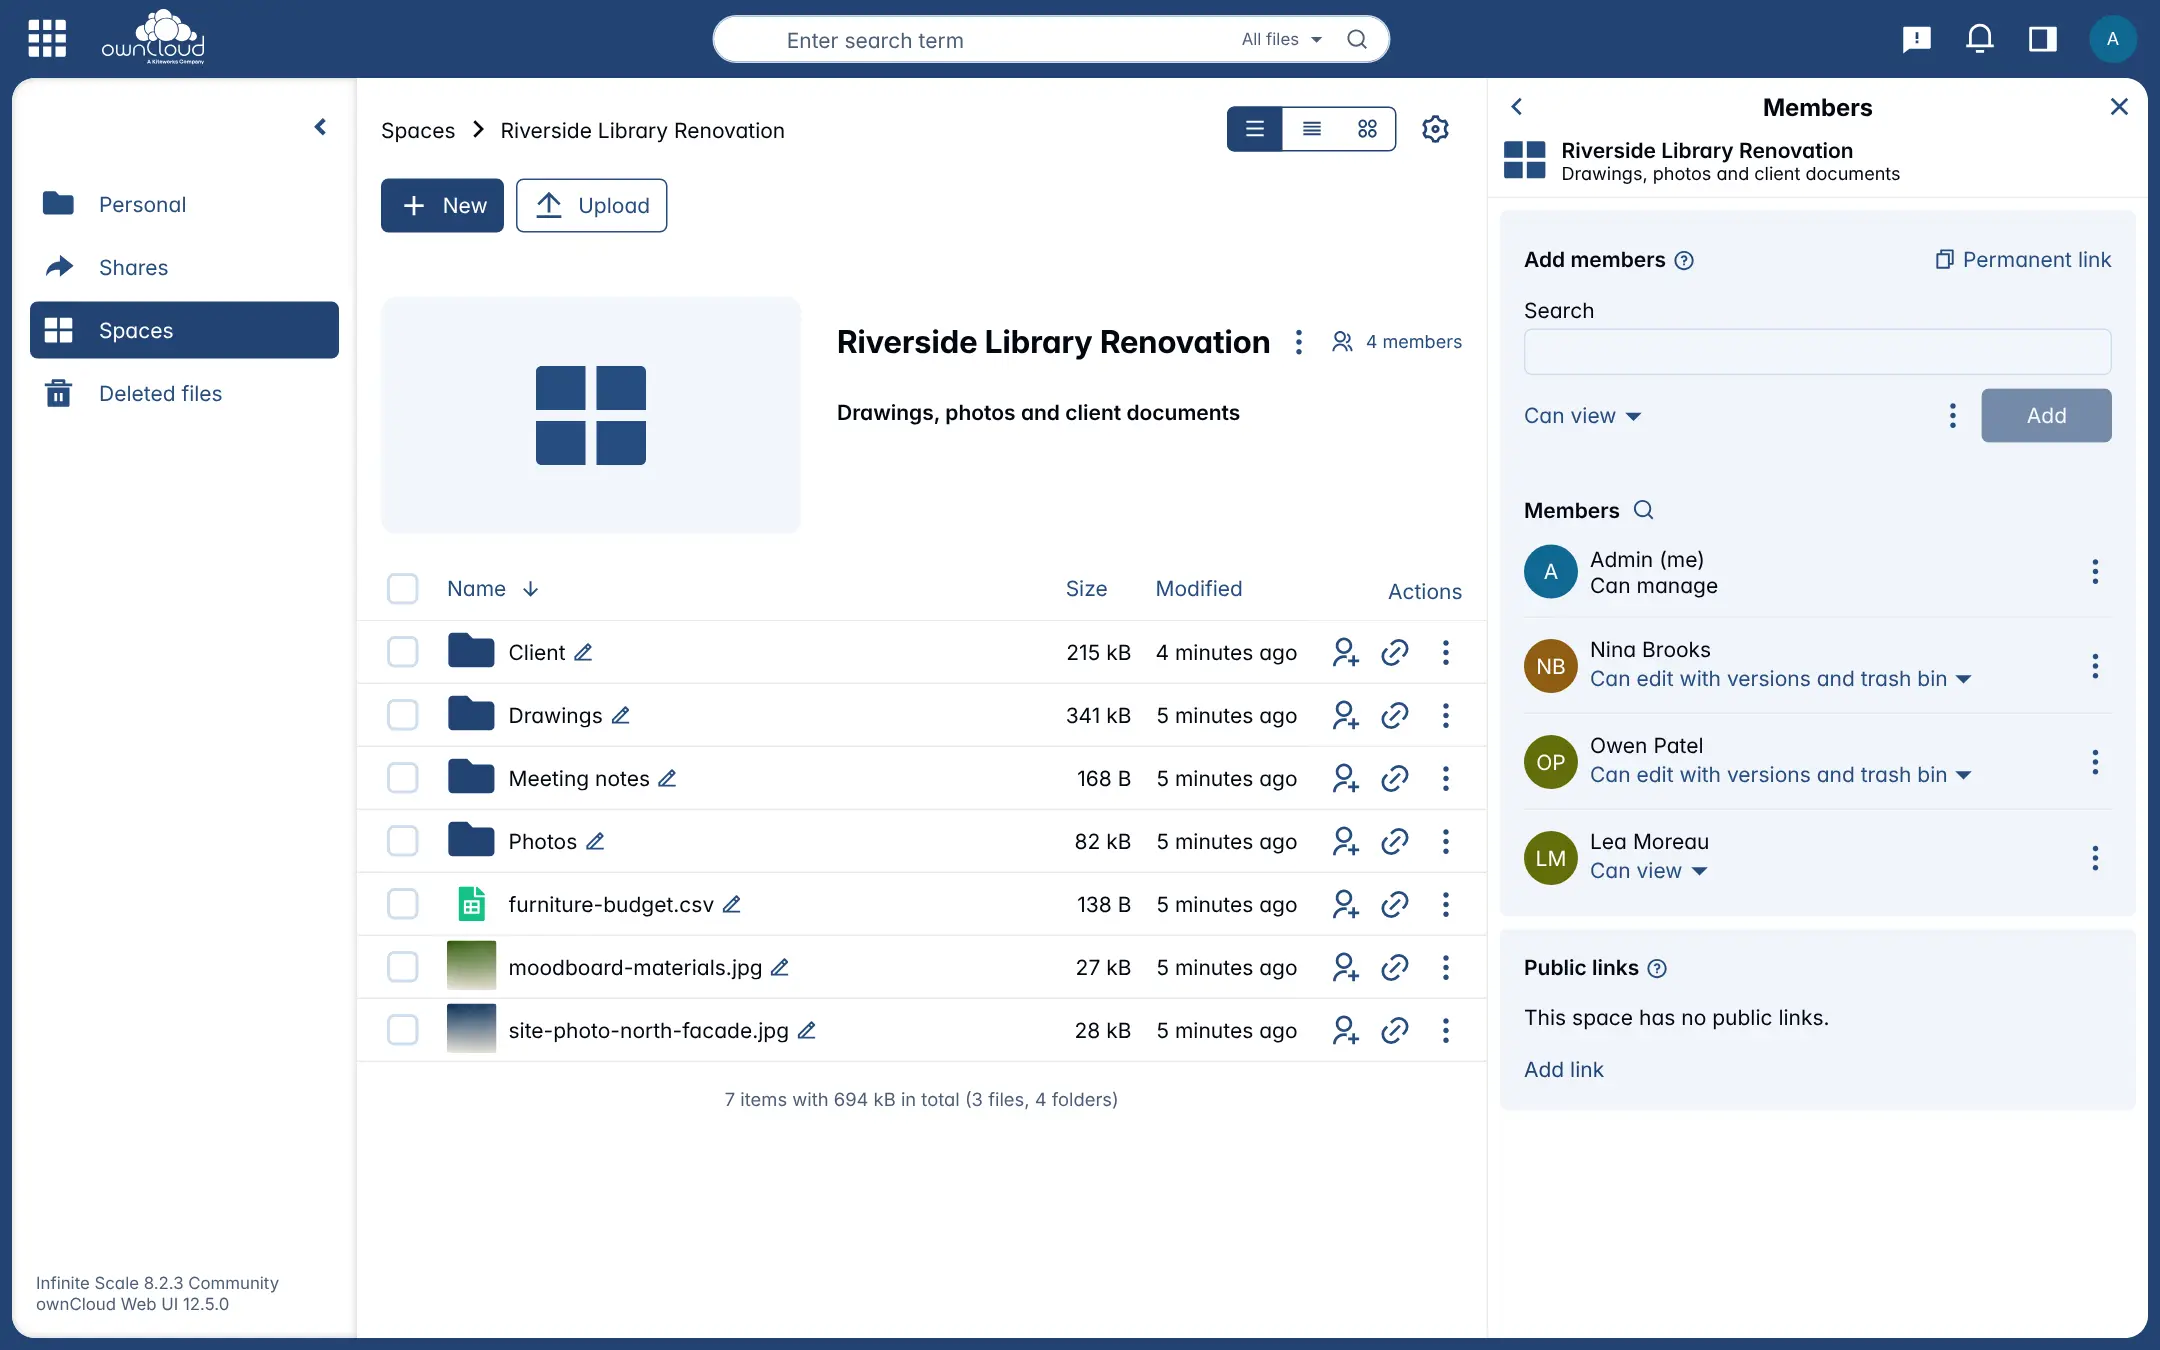 ownCloud
A Kiteworks Company
Enter search term
All files
A
Personal
Shares
Spaces
Deleted files
Infinite Scale 8.2.3 Community
ownCloud Web UI 12.5.0
Spaces > Riverside Library Renovation
+ New
Upload
Riverside Library Renovation
4 members
Drawings, photos and client documents
Name Size Modified Actions
Client 215 kB 4 minutes ago
Drawings 341 kB 5 minutes ago
Meeting notes 168 B 5 minutes ago
Photos 82 kB 5 minutes ago
furniture-budget.csv 138 B 5 minutes ago
moodboard-materials.jpg 27 kB 5 minutes ago
site-photo-north-facade.jpg 28 kB 5 minutes ago
7 items with 694 kB in total (3 files, 4 folders)
Members
Riverside Library Renovation
Drawings, photos and client documents
Add members
Permanent link
Search
Can view
Add
Members
A
Admin (me)
Can manage
NB
Nina Brooks
Can edit with versions and trash bin
OP
Owen Patel
Can edit with versions and trash bin
LM
Lea Moreau
Can view
Public links
This space has no public links.
Add link